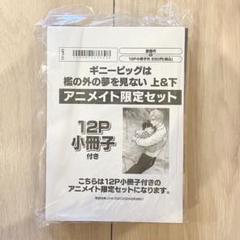 ギニーピッグは
檻の外の夢を見ない 上&下
アニメイト限定セット
12P
小冊子
付き
こちらは12P小冊子付きの
アニメイト限定セットになります。